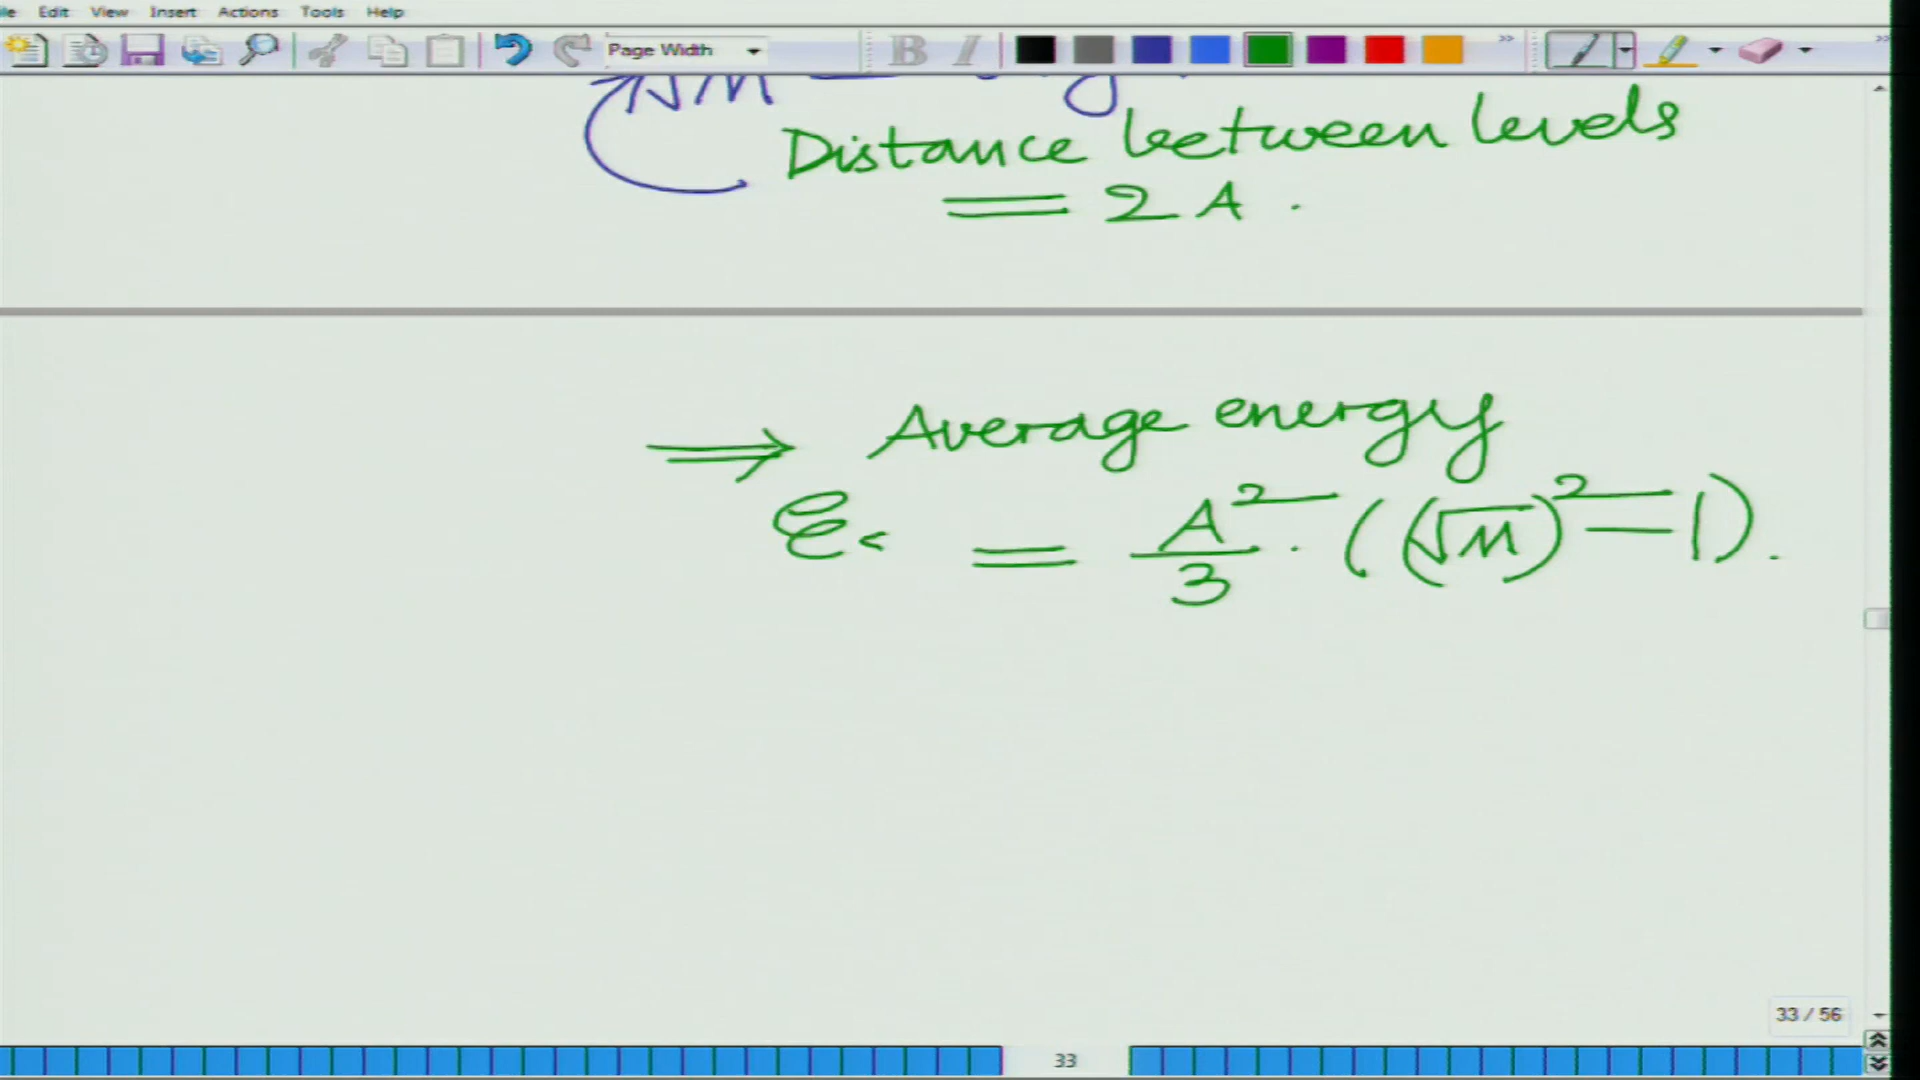 Edit View Insert Actions Tools Help
Page Width
B I
√M
Distance between levels
= 2A .
⇒ Average energy
= A²/3 . ((√M)² - 1).
33 / 56
33